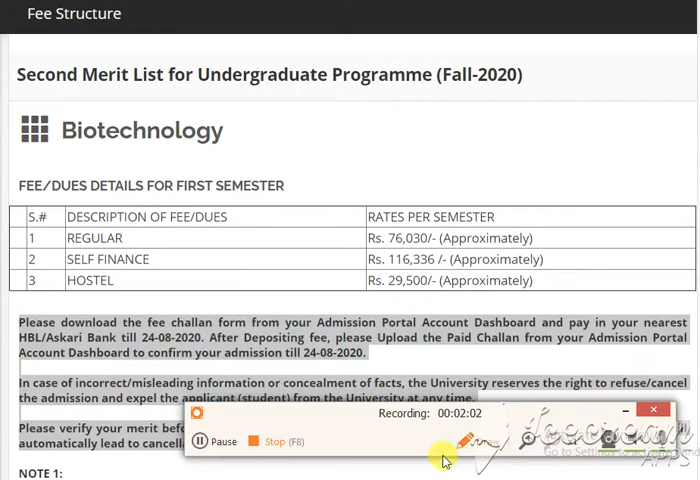 Fee Structure
Second Merit List for Undergraduate Programme (Fall-2020)
Biotechnology
FEE/DUES DETAILS FOR FIRST SEMESTER
S.# DESCRIPTION OF FEE/DUES RATES PER SEMESTER
1 REGULAR Rs. 76,030/- (Approximately)
2 SELF FINANCE Rs. 116,336 /- (Approximately)
3 HOSTEL Rs. 29,500/- (Approximately)
Please download the fee challan form from your Admission Portal Account Dashboard and pay in your nearest
HBL/Askari Bank till 24-08-2020. After Depositing fee, please Upload the Paid Challan from your Admission Portal
Account Dashboard to confirm your admission till 24-08-2020.
In case of incorrect/misleading information or concealment of facts, the University reserves the right to refuse/cancel
the admission and expel the applicant (student) from the University at any time.
Please verify your merit
automatically lead to
Recording: 00:02:02
Pause Stop (F8) Draw
Icecream
APPS
Go to Settings to
NOTE 1: